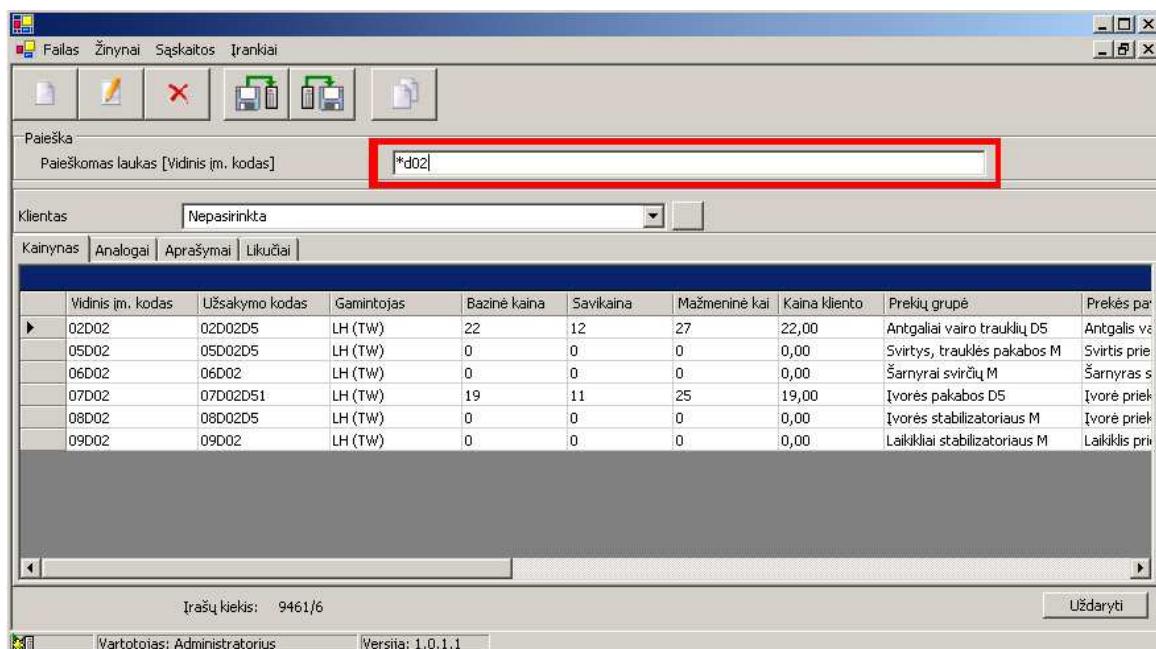 Failas Žinynai Sąskaitos Įrankiai
Paieška
Paieškomas laukas [Vidinis įm. kodas] *d02
Klientas Nepasirinkta
Kainynas Analogai Aprašymai Likučiai
Vidinis įm. kodas Užsakymo kodas Gamintojas Bazinė kaina Savikaina Mažmeninė kai Kaina kliento Prekių grupė Prekės pa
02D02 02D02D5 LH (TW) 22 12 27 22,00 Antgaliai vairo trauklių D5 Antgalis va
05D02 05D02D5 LH (TW) 0 0 0 0,00 Svirtys, trauklės pakabos M Svirtis prie
06D02 06D02 LH (TW) 0 0 0 0,00 Šarnyrai svirčių M Šarnyras s
07D02 07D02D51 LH (TW) 19 11 25 19,00 Įvorės pakabos D5 Įvorė priek
08D02 08D02D5 LH (TW) 0 0 0 0,00 Įvorės stabilizatoriaus M Įvorė priek
09D02 09D02 LH (TW) 0 0 0 0,00 Laikikliai stabilizatoriaus M Laikiklis pri
Įrašų kiekis: 9461/6 Uždaryti
Vartotojas: Administratorius Versija: 1.0.1.1